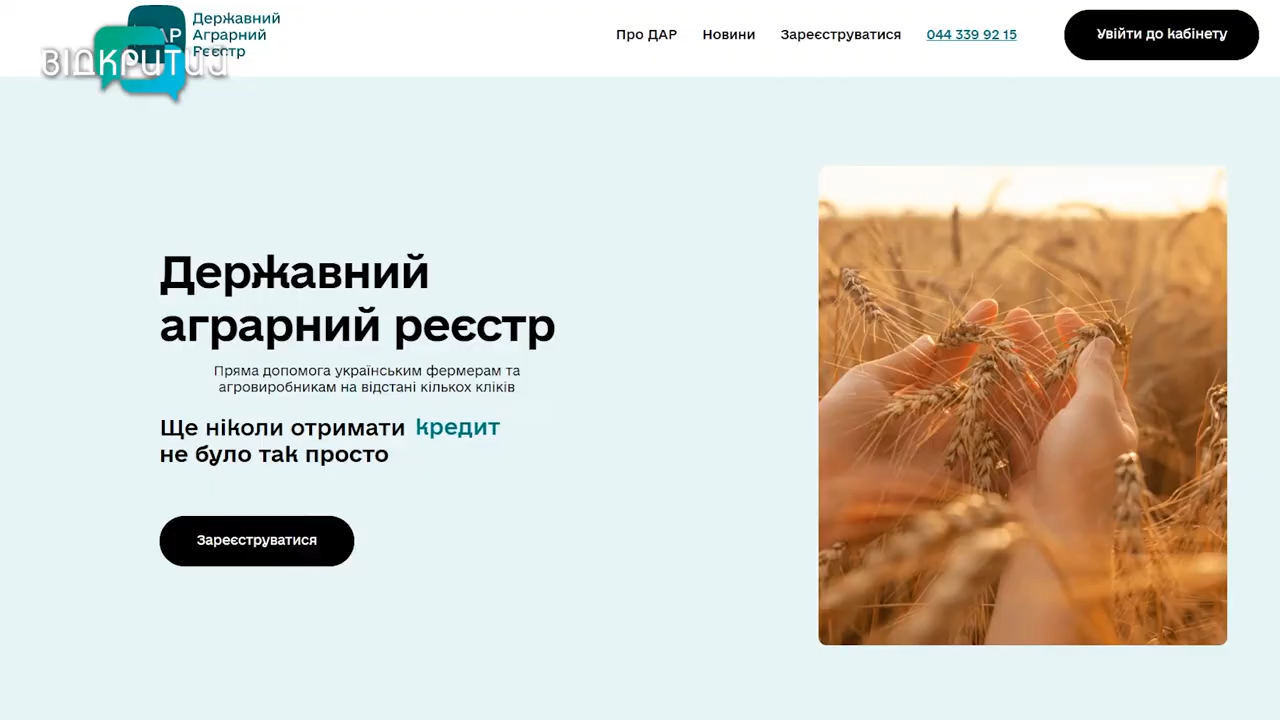 Державний
Аграрний
Реєстр
ВІДКРИТИЙ
Про ДАР
Новини
Зареєструватися
044 339 92 15
Увійти до кабінету
Державний
аграрний реєстр
Пряма допомога українським фермерам та
агровиробникам на відстані кількох кліків
Ще ніколи отримати кредит
не було так просто
Зареєструватися